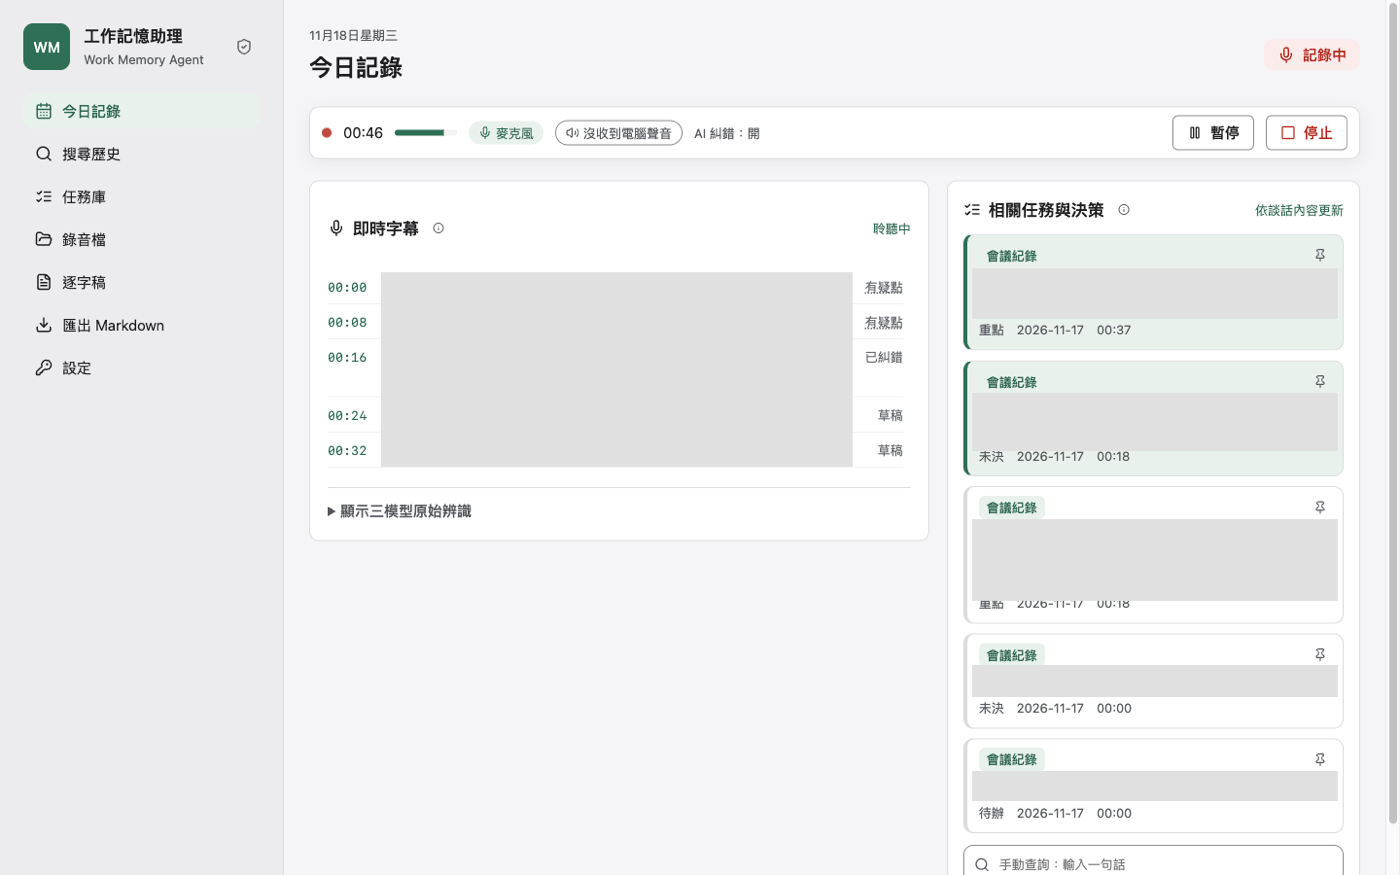 WM
工作記憶助理
Work Memory Agent
今日記錄
搜尋歷史
任務庫
錄音檔
逐字稿
匯出 Markdown
設定
11月18日星期三
今日記錄
記錄中
00:46
麥克風
沒收到電腦聲音
AI 糾錯：開
暫停
停止
即時字幕
聆聽中
00:00 有疑點
00:08 有疑點
00:16 已糾錯
00:24 草稿
00:32 草稿
顯示三模型原始辨識
相關任務與決策
依談話內容更新
會議紀錄
重點 2026-11-17 00:37
會議紀錄
未決 2026-11-17 00:18
會議紀錄
重點 2026-11-17 00:18
會議紀錄
未決 2026-11-17 00:00
會議紀錄
待辦 2026-11-17 00:00
手動查詢：輸入一句話